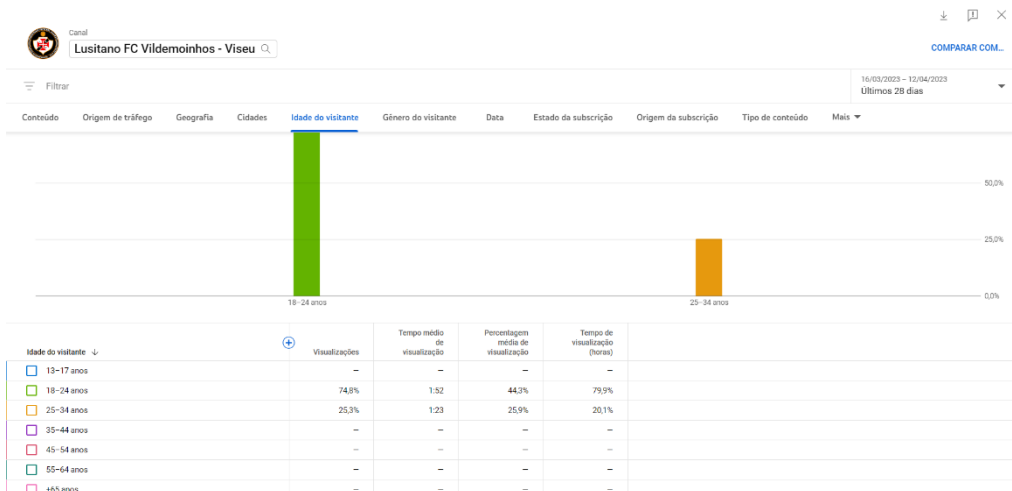 Canal
Lusitano FC Vildemoinhos - Viseu
COMPARAR COM...
Filtrar
16/03/2023 – 12/04/2023
Últimos 28 dias
Conteúdo Origem de tráfego Geografia Cidades Idade do visitante Género do visitante Data Estado da subscrição Origem da subscrição Tipo de conteúdo Mais
50,0%
25,0%
0,0%
18–24 anos 25–34 anos
Idade do visitante Visualizações Tempo médio de visualização Percentagem média de visualização Tempo de visualização (horas)
13–17 anos – – – –
18–24 anos 74,8% 1:52 44,3% 79,9%
25–34 anos 25,3% 1:23 25,9% 20,1%
35–44 anos – – – –
45–54 anos – – – –
55–64 anos – – – –
+65 anos – – – –